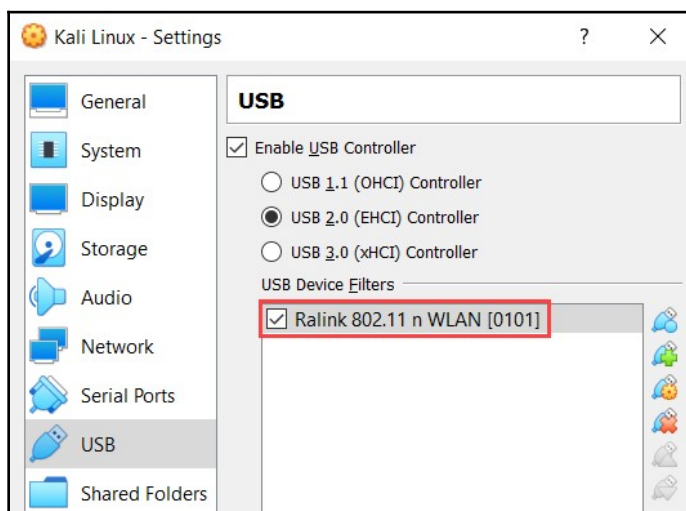 Kali Linux - Settings ? ×
General
System
Display
Storage
Audio
Network
Serial Ports
USB
Shared Folders
USB
Enable USB Controller
USB 1.1 (OHCI) Controller
USB 2.0 (EHCI) Controller
USB 3.0 (xHCI) Controller
USB Device Filters
Ralink 802.11 n WLAN [0101]